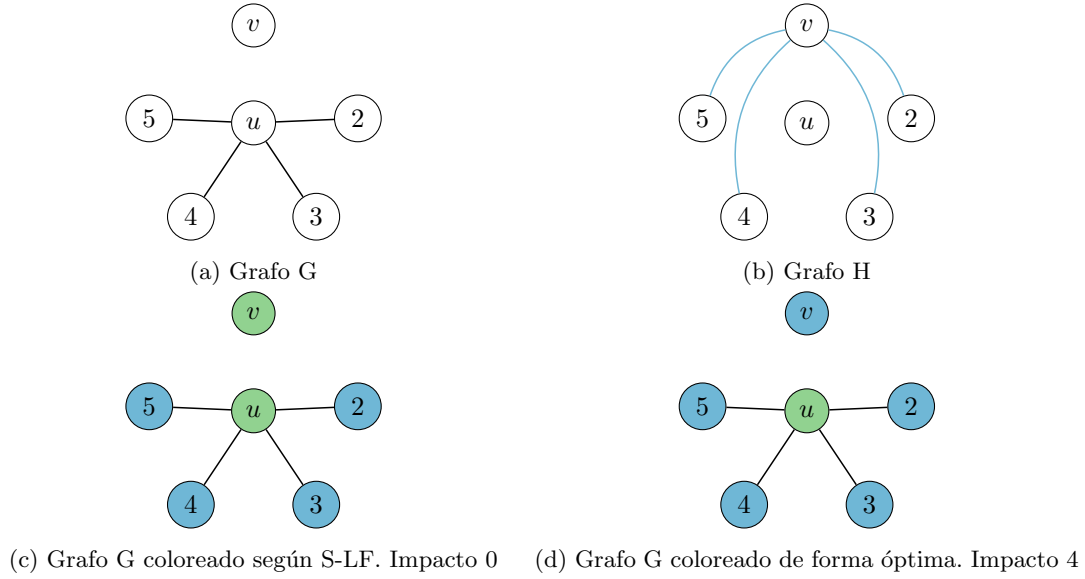 v
5
u
2
4
3
(a) Grafo G
v
5
u
2
4
3
(b) Grafo H
v
5
u
2
4
3
(c) Grafo G coloreado según S-LF. Impacto 0
v
5
u
2
4
3
(d) Grafo G coloreado de forma óptima. Impacto 4